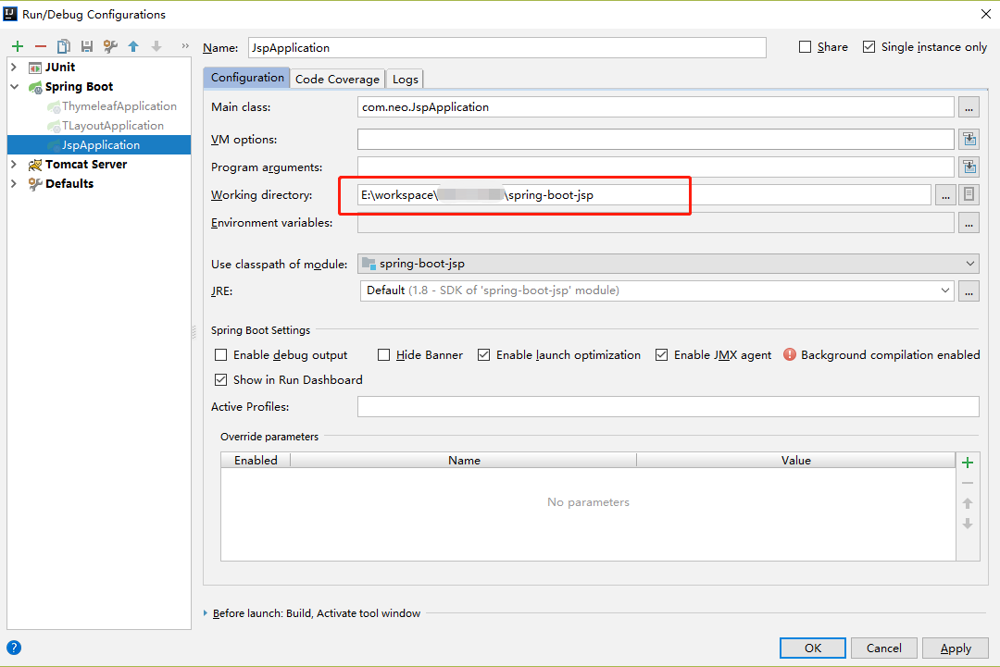 Run/Debug Configurations
Name: JspApplication Share Single instance only
JUnit
Spring Boot
ThymeleafApplication
TLayoutApplication
JspApplication
Tomcat Server
Defaults
Configuration Code Coverage Logs
Main class: com.neo.JspApplication ...
VM options:
Program arguments:
Working directory: E:\workspace\ \spring-boot-jsp ...
Environment variables: ...
Use classpath of module: spring-boot-jsp
JRE: Default (1.8 - SDK of 'spring-boot-jsp' module) ...
Spring Boot Settings
Enable debug output Hide Banner Enable launch optimization Enable JMX agent Background compilation enabled
Show in Run Dashboard
Active Profiles:
Override parameters
Enabled Name Value
No parameters
Before launch: Build, Activate tool window
? OK Cancel Apply